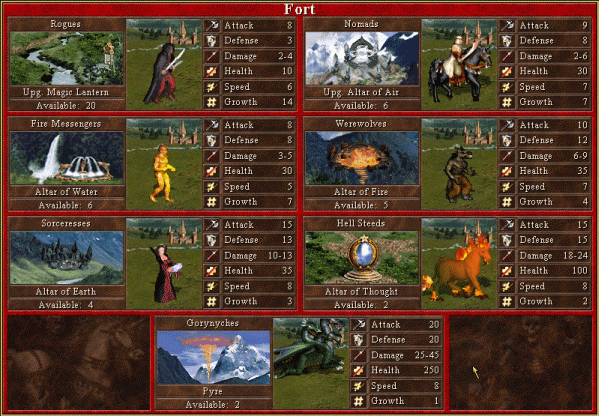 Fort
Rogues
Upg. Magic Lantern
Available: 20
Attack 8
Defense 3
Damage 2-4
Health 10
Speed 6
Growth 14
Nomads
Upg. Altar of Air
Available: 6
Attack 9
Defense 8
Damage 2-6
Health 30
Speed 7
Growth 7
Fire Messengers
Altar of Water
Available: 6
Attack 8
Defense 8
Damage 3-5
Health 30
Speed 5
Growth 7
Werewolves
Altar of Fire
Available: 5
Attack 10
Defense 12
Damage 6-9
Health 35
Speed 7
Growth 4
Sorceresses
Altar of Earth
Available: 4
Attack 15
Defense 13
Damage 10-13
Health 35
Speed 8
Growth 3
Hell Steeds
Altar of Thought
Available: 2
Attack 15
Defense 15
Damage 18-24
Health 100
Speed 8
Growth 2
Gorynyches
Pyre
Available: 2
Attack 20
Defense 20
Damage 25-45
Health 250
Speed 8
Growth 1